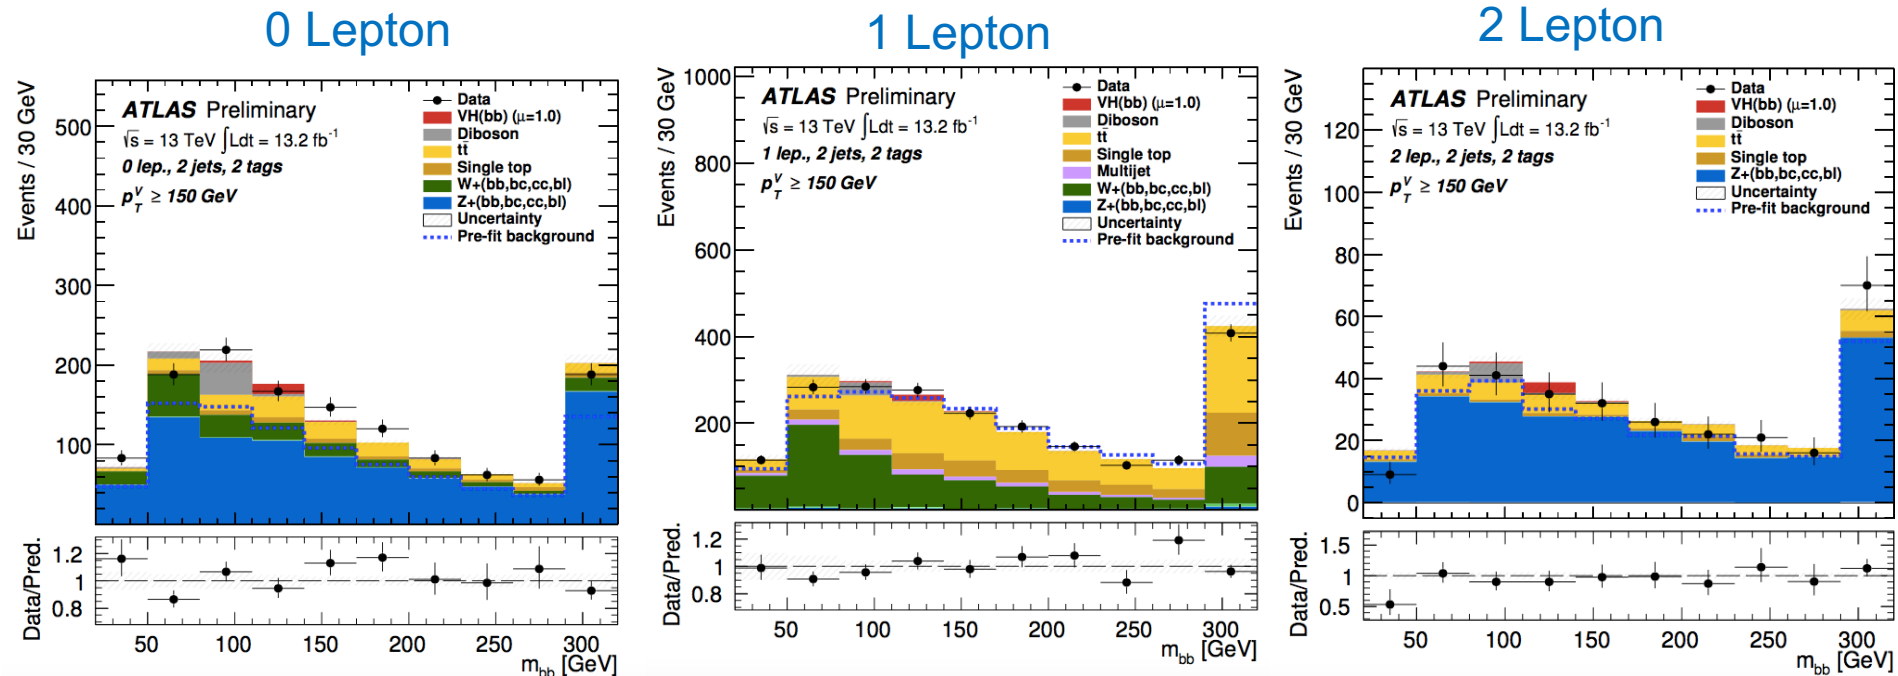 0 Lepton
Events / 30 GeV
500
400
300
200
100
ATLAS Preliminary
√s = 13 TeV ∫Ldt = 13.2 fb⁻¹
0 lep., 2 jets, 2 tags
p_T^V ≥ 150 GeV
Data
VH(bb) (μ=1.0)
Diboson
tt̄
Single top
W+(bb,bc,cc,bl)
Z+(bb,bc,cc,bl)
Uncertainty
Pre-fit background
Data/Pred.
1.2
1
0.8
50 100 150 200 250 300
m_bb [GeV]
1 Lepton
Events / 30 GeV
1000
800
600
400
200
ATLAS Preliminary
√s = 13 TeV ∫Ldt = 13.2 fb⁻¹
1 lep., 2 jets, 2 tags
p_T^V ≥ 150 GeV
Data
VH(bb) (μ=1.0)
Diboson
tt̄
Single top
Multijet
W+(bb,bc,cc,bl)
Z+(bb,bc,cc,bl)
Uncertainty
Pre-fit background
Data/Pred.
1.2
1
0.8
50 100 150 200 250 300
m_bb [GeV]
2 Lepton
Events / 30 GeV
120
100
80
60
40
20
0
ATLAS Preliminary
√s = 13 TeV ∫Ldt = 13.2 fb⁻¹
2 lep., 2 jets, 2 tags
p_T^V ≥ 150 GeV
Data
VH(bb) (μ=1.0)
Diboson
tt̄
Single top
Z+(bb,bc,cc,bl)
Uncertainty
Pre-fit background
Data/Pred.
1.5
1
0.5
50 100 150 200 250 300
m_bb [GeV]